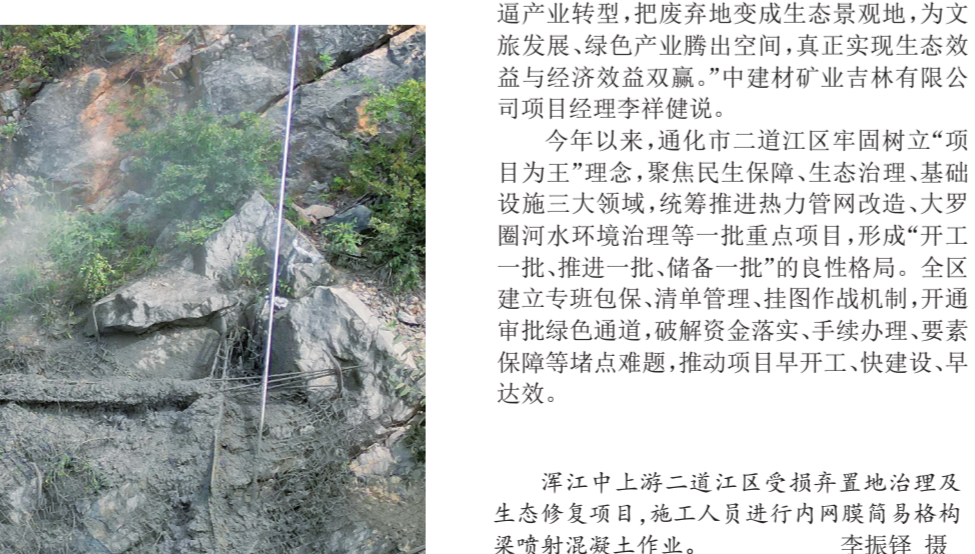 逼产业转型，把废弃地变成生态景观地，为文
旅发展、绿色产业腾出空间，真正实现生态效
益与经济效益双赢。”中建材矿业吉林有限公
司项目经理李祥健说。
今年以来，通化市二道江区牢固树立“项
目为王”理念，聚焦民生保障、生态治理、基础
设施三大领域，统筹推进热力管网改造、大罗
圈河水环境治理等一批重点项目，形成“开工
一批、推进一批、储备一批”的良性格局。全区
建立专班包保、清单管理、挂图作战机制，开通
审批绿色通道，破解资金落实、手续办理、要素
保障等堵点难题，推动项目早开工、快建设、早
达效。
浑江中上游二道江区受损弃置地治理及
生态修复项目，施工人员进行内网膜简易格构
梁喷射混凝土作业。 李振铎 摄